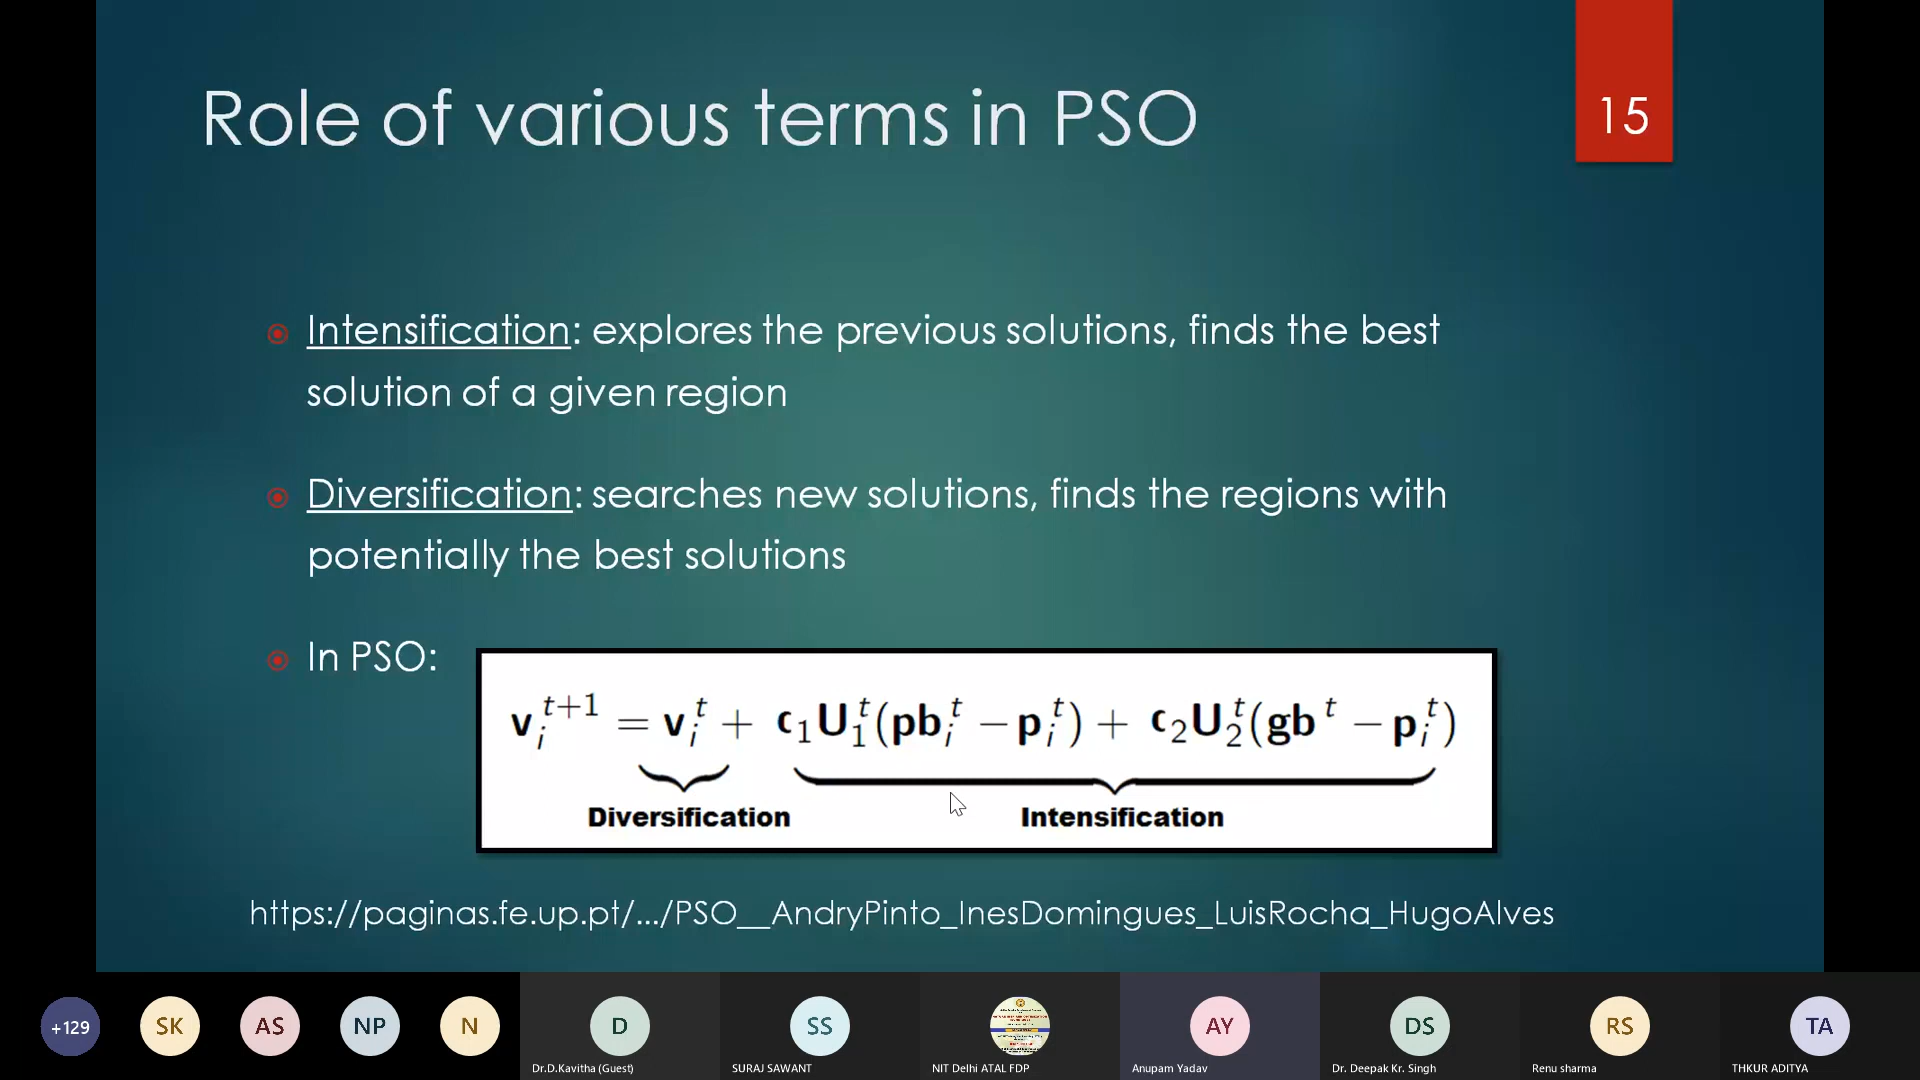 Role of various terms in PSO
15
Intensification: explores the previous solutions, finds the best
solution of a given region
Diversification: searches new solutions, finds the regions with
potentially the best solutions
In PSO:
v_i^{t+1} = v_i^t + c_1U_1^t(pb_i^t − p_i^t) + c_2U_2^t(gb^t − p_i^t)
Diversification Intensification
https://paginas.fe.up.pt/.../PSO__AndryPinto_InesDomingues_LuisRocha_HugoAlves
+129 SK AS NP N D SS AY DS RS TA
Dr.D.Kavitha (Guest) SURAJ SAWANT NIT Delhi ATAL FDP Anupam Yadav Dr. Deepak Kr. Singh Renu sharma THKUR ADITYA